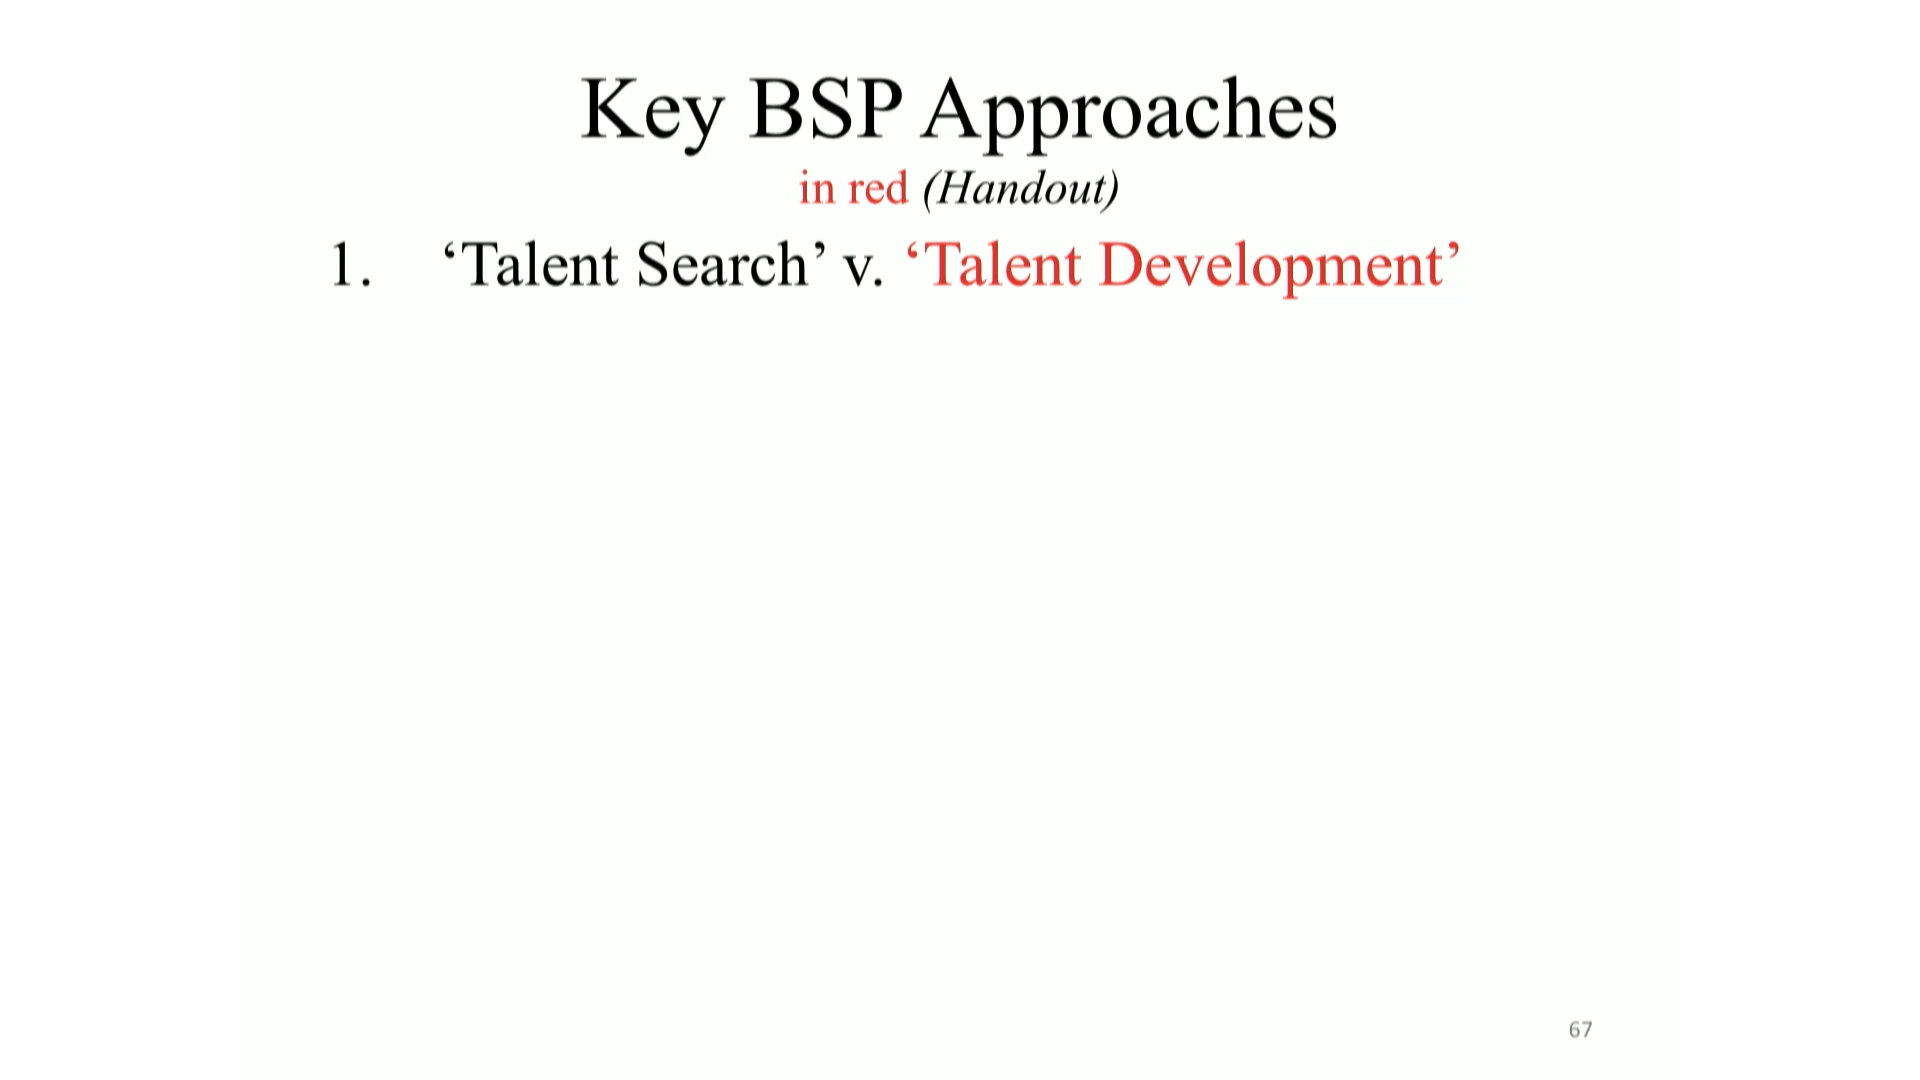 Key BSP Approaches
in red (Handout)
1. ‘Talent Search’ v. ‘Talent Development’
67